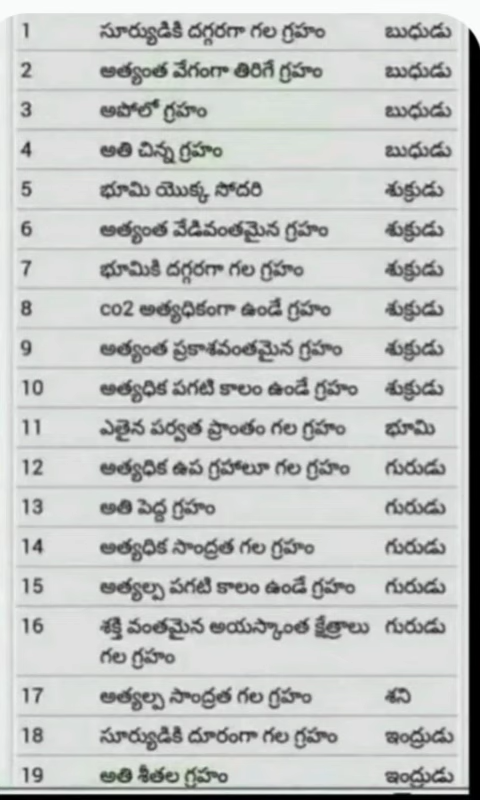 1 సూర్యుడికి దగ్గరగా గల గ్రహం బుధుడు
2 అత్యంత వేగంగా తిరిగే గ్రహం బుధుడు
3 అపోలో గ్రహం బుధుడు
4 అతి చిన్న గ్రహం బుధుడు
5 భూమి యొక్క సోదరి శుక్రుడు
6 అత్యంత వేడివంతమైన గ్రహం శుక్రుడు
7 భూమికి దగ్గరగా గల గ్రహం శుక్రుడు
8 co2 అత్యధికంగా ఉండే గ్రహం శుక్రుడు
9 అత్యంత ప్రకాశవంతమైన గ్రహం శుక్రుడు
10 అత్యధిక పగటి కాలం ఉండే గ్రహం శుక్రుడు
11 ఎతైన పర్వత ప్రాంతం గల గ్రహం భూమి
12 అత్యధిక ఉప గ్రహాలూ గల గ్రహం గురుడు
13 అతి పెద్ద గ్రహం గురుడు
14 అత్యధిక సాంద్రత గల గ్రహం గురుడు
15 అత్యల్ప పగటి కాలం ఉండే గ్రహం గురుడు
16 శక్తి వంతమైన అయస్కాంత క్షేత్రాలు గురుడు
గల గ్రహం
17 అత్యల్ప సాంద్రత గల గ్రహం శని
18 సూర్యుడికి దూరంగా గల గ్రహం ఇంద్రుడు
19 అతి శీతల గ్రహం ఇంద్రుడు